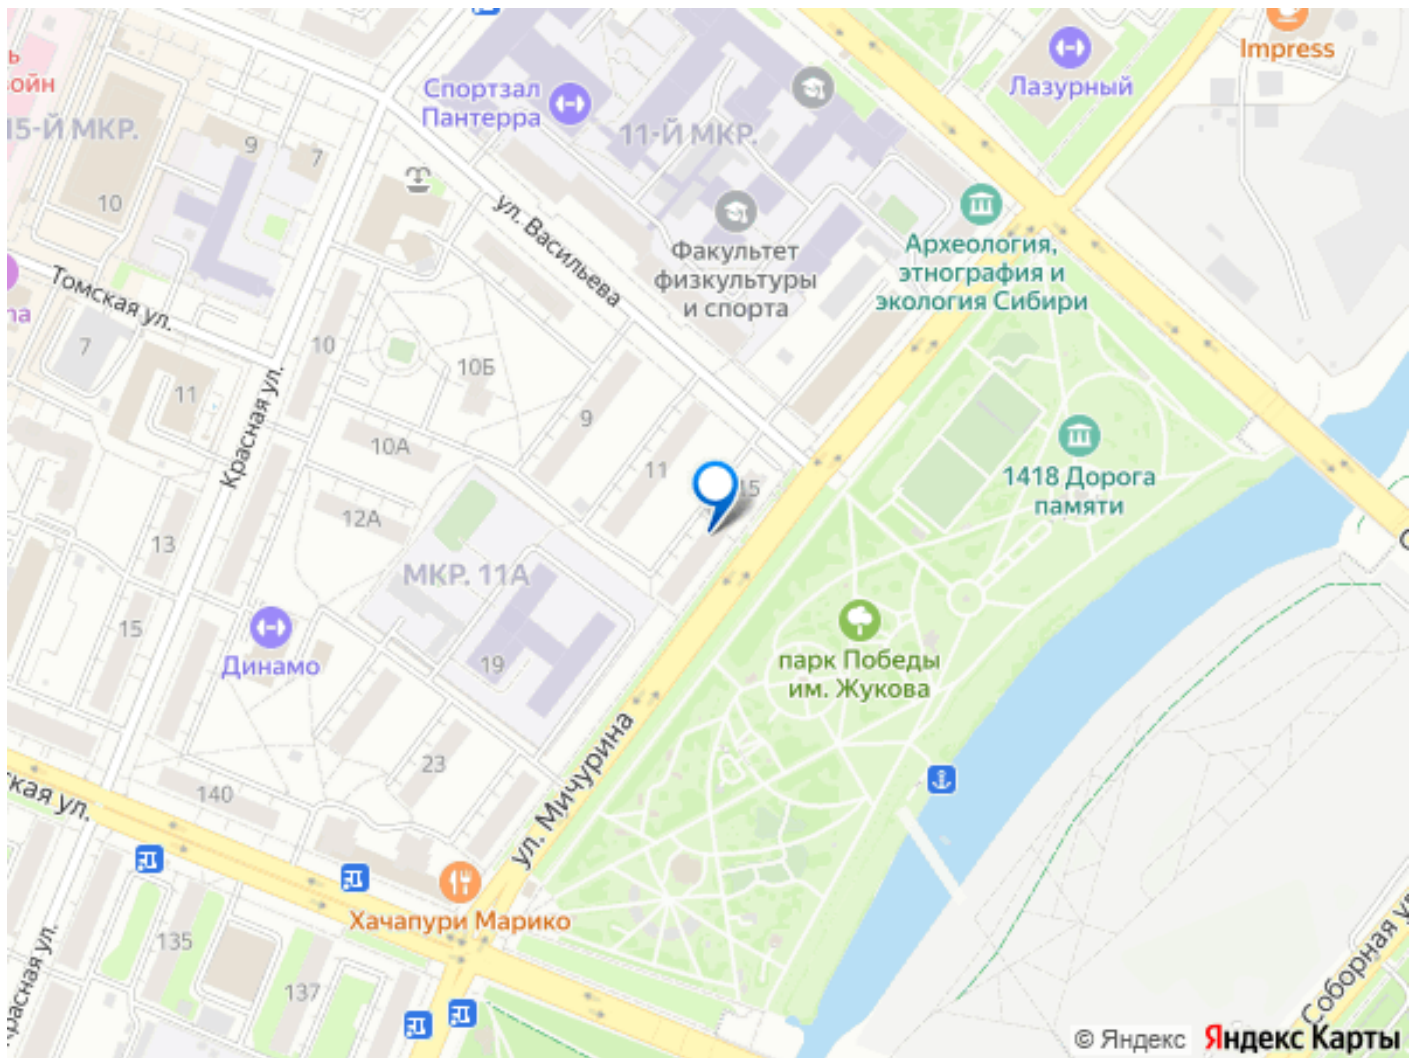 Impress
Лазурный
Спортзал
Пантерра
11-Й МКР.
15-Й МКР.
9
7
10
ул. Васильева
Факультет
физкультуры
и спорта
Археология,
этнография и
экология Сибири
Томская ул.
7
11
10
10Б
9
Красная ул.
10А
11
15
12А
13
1418 Дорога
памяти
МКР. 11А
15
Динамо
19
парк Победы
им. Жукова
23
140
ул. Мичурина
Хачапури Марико
135
137
Красная ул.
Соборная ул
© Яндекс Яндекс Карты